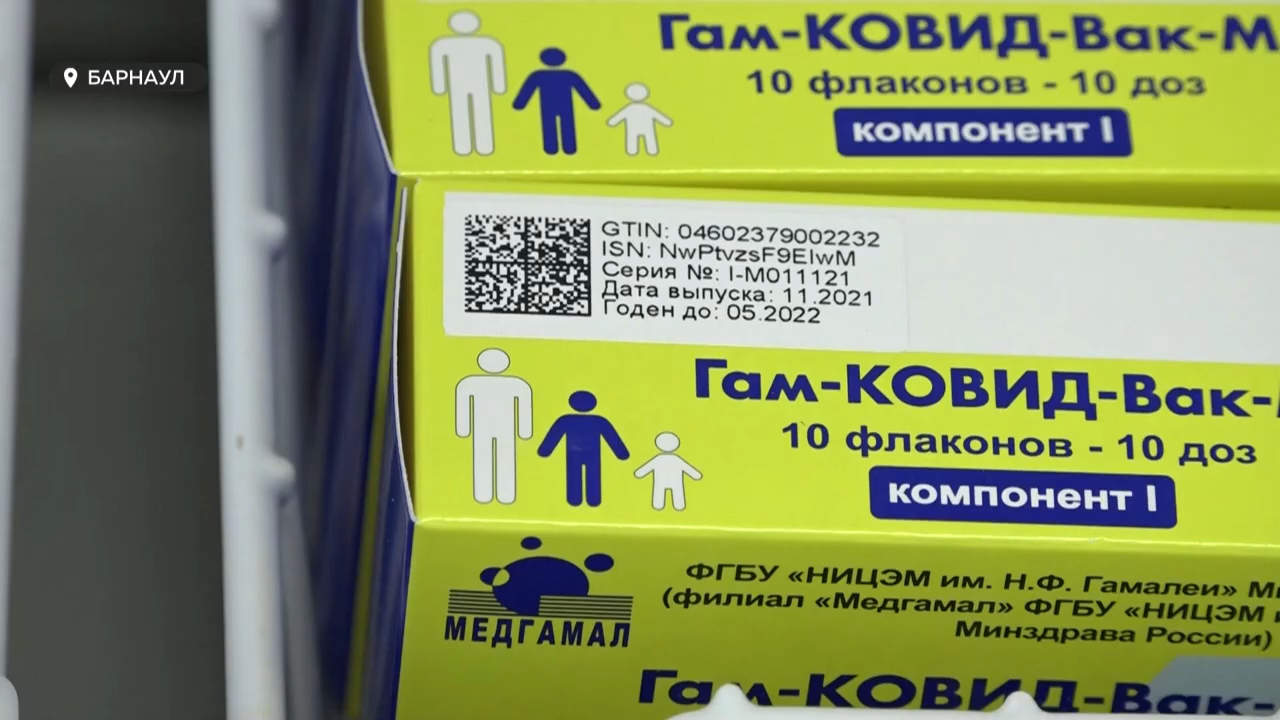 БАРНАУЛ
Гам-КОВИД-Вак-М
10 флаконов - 10 доз
компонент I
GTIN: 04602379002232
ISN: NwPtvzsF9EIwM
Серия №: I-M011121
Дата выпуска: 11.2021
Годен до: 05.2022
Гам-КОВИД-Вак-
10 флаконов - 10 доз
компонент I
МЕДГАМАЛ
ФГБУ «НИЦЭМ им. Н.Ф. Гамалеи»
(филиал «Медгамал» ФГБУ «НИЦЭМ
Минздрава России)
Гам-КОВИД-Вак-